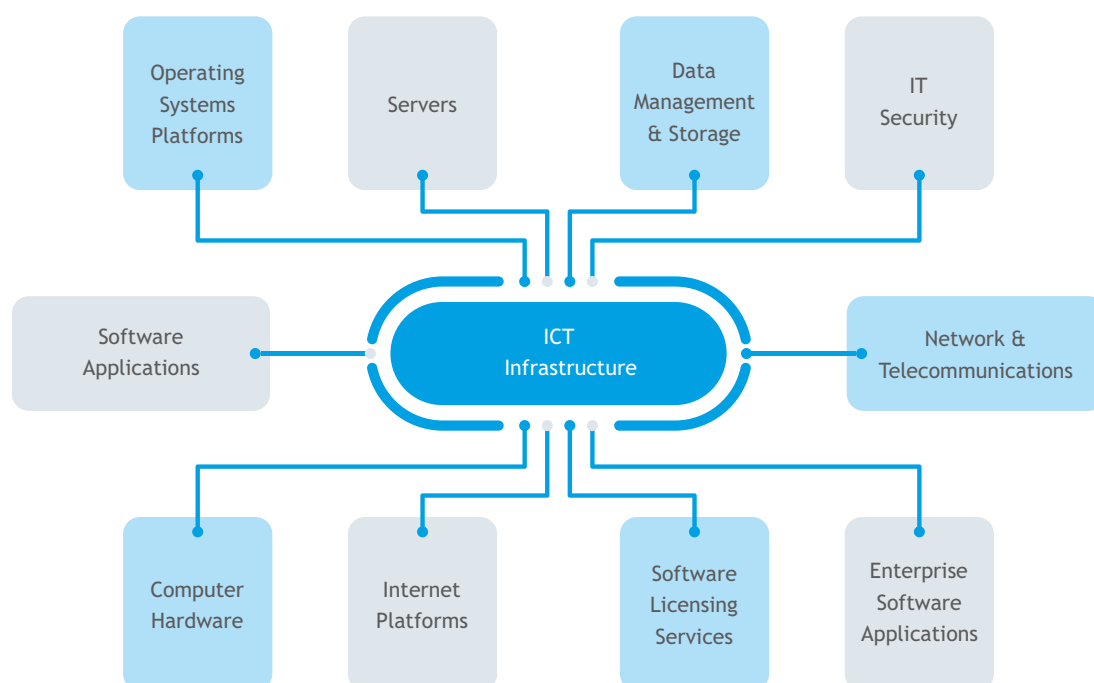 Operating
Systems
Platforms
Servers
Data
Management
& Storage
IT
Security
Software
Applications
ICT
Infrastructure
Network &
Telecommunications
Computer
Hardware
Internet
Platforms
Software
Licensing
Services
Enterprise
Software
Applications